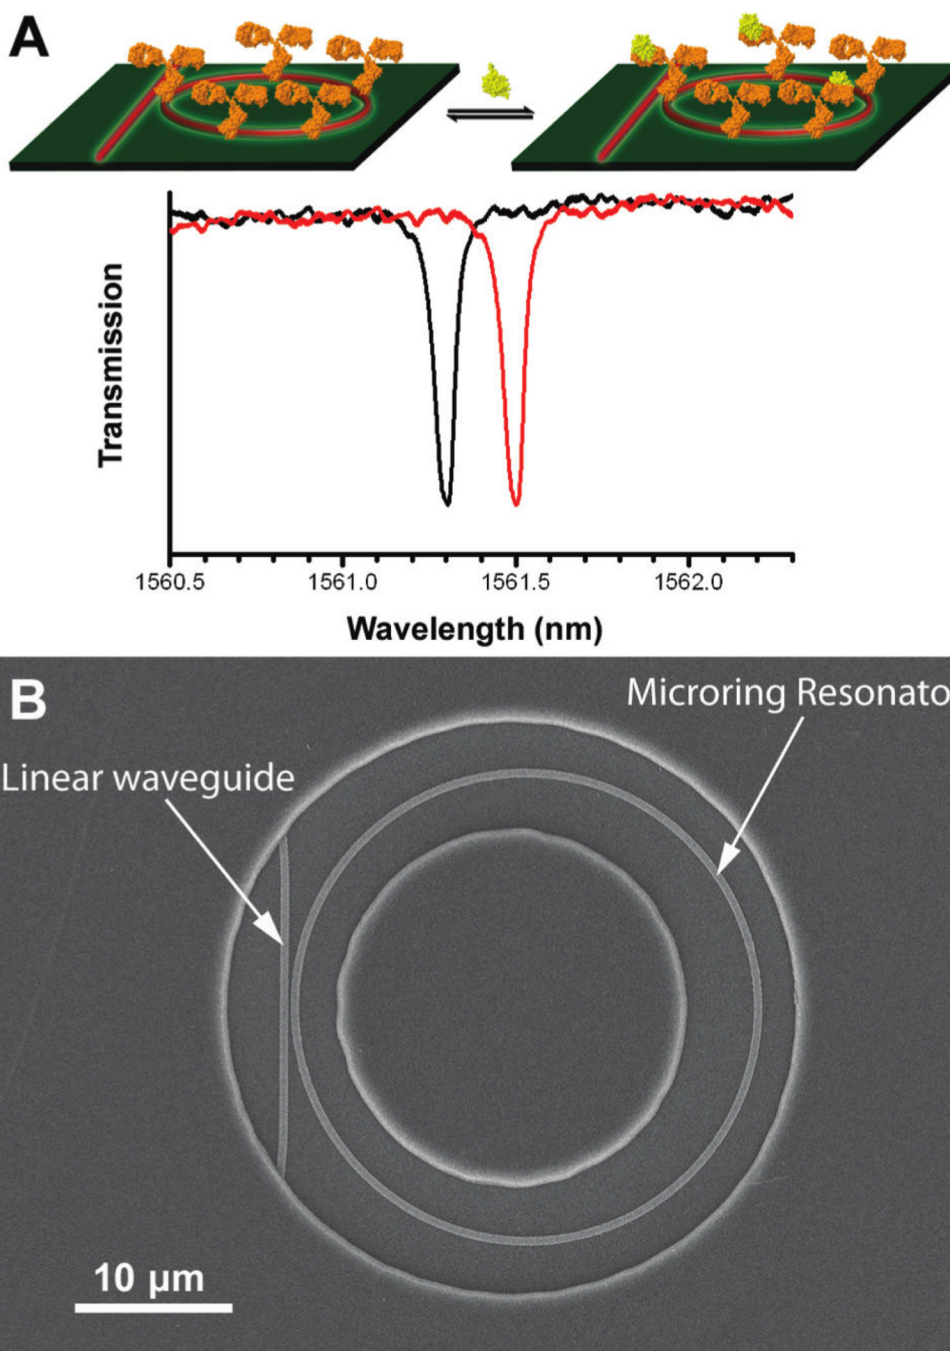 A
Transmission
1560.5 1561.0 1561.5 1562.0
Wavelength (nm)
B
Microring Resonato
Linear waveguide
10 µm